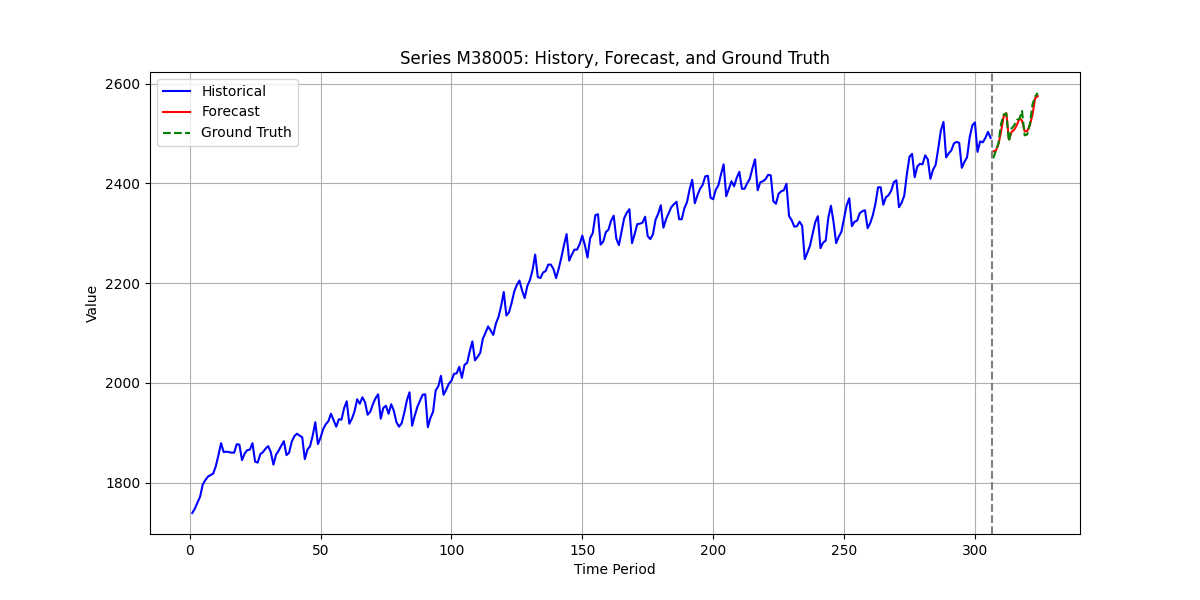 Series M38005: History, Forecast, and Ground Truth
Historical
Forecast
Ground Truth
2600
2400
2200
2000
1800
Value
0 50 100 150 200 250 300
Time Period